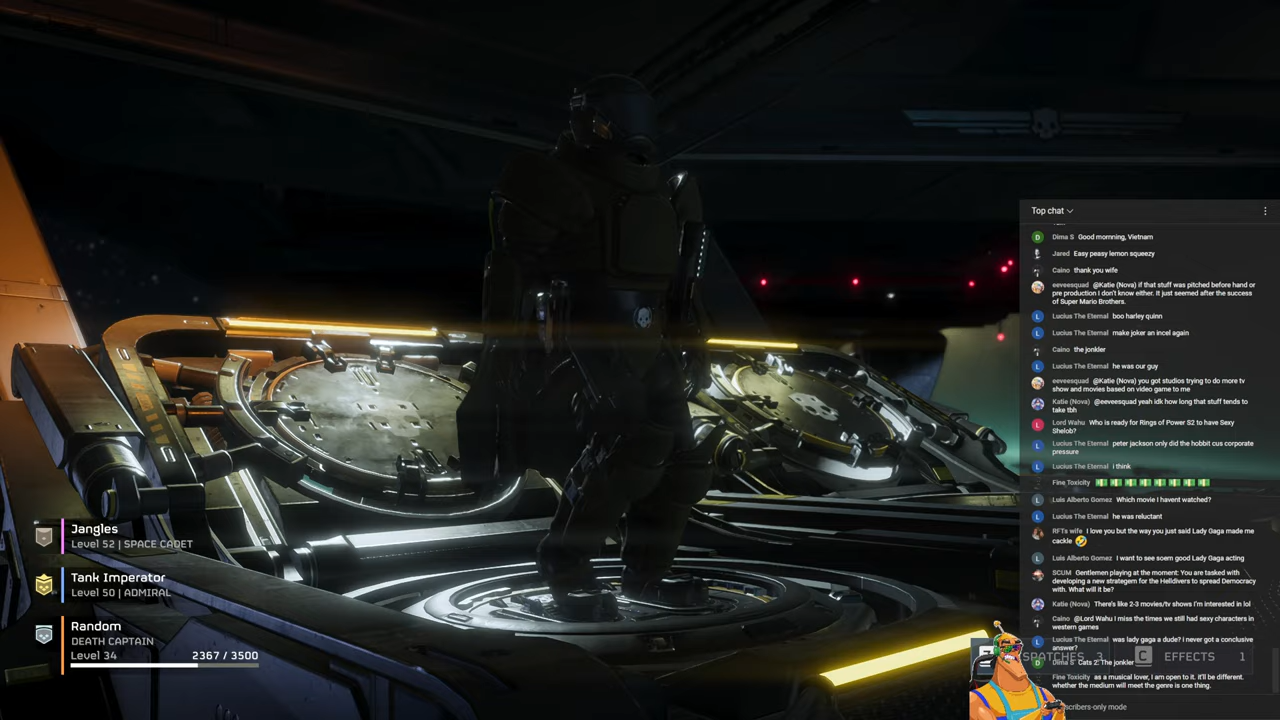 Top chat
Dima S Good mornning, Vietnam
Jared Easy peasy lemon squeezy
Caino thank you wife
eeveesquad @Katie (Nova) if that stuff was pitched before hand or
pre production I don't know either. It just seemed after the success
of Super Mario Brothers.
Lucius The Eternal boo harley quinn
Lucius The Eternal make joker an incel again
Caino the jonkler
Lucius The Eternal he was our guy
eeveesquad @Katie (Nova) you got studios trying to do more tv
show and movies based on video game to me
Katie (Nova) @eeveesquad yeah idk how long that stuff tends to
take tbh
Lord Wahu Who is ready for Rings of Power S2 to have Sexy
Shelob?
Lucius The Eternal peter jackson only did the hobbit cus corporate
pressure
Lucius The Eternal i think
Fine Toxicity
Luis Alberto Gomez Which movie I havent watched?
Lucius The Eternal he was reluctant
RFTs wife I love you but the way you just said Lady Gaga made me
cackle
Luis Alberto Gomez I want to see soem good Lady Gaga acting
SCUM Gentlemen playing at the moment: You are tasked with
developing a new strategem for the Helldivers to spread Democracy
with. What will it be?
Katie (Nova) There's like 2-3 movies/tv shows I'm interested in lol
Caino @Lord Wahu I miss the times we still had sexy characters in
western games
Lucius The Eternal was lady gaga a dude? i never got a conclusive
answer?
Dima S Cats 2: The jonkler
Fine Toxicity as a musical lover, I am open to it. it'll be different.
whether the medium will meet the genre is one thing.
scribers-only mode
SPATCHES 3
C EFFECTS 1
Jangles
Level 52 | SPACE CADET
Tank Imperator
Level 50 | ADMIRAL
Random
DEATH CAPTAIN
Level 34 2367 / 3500